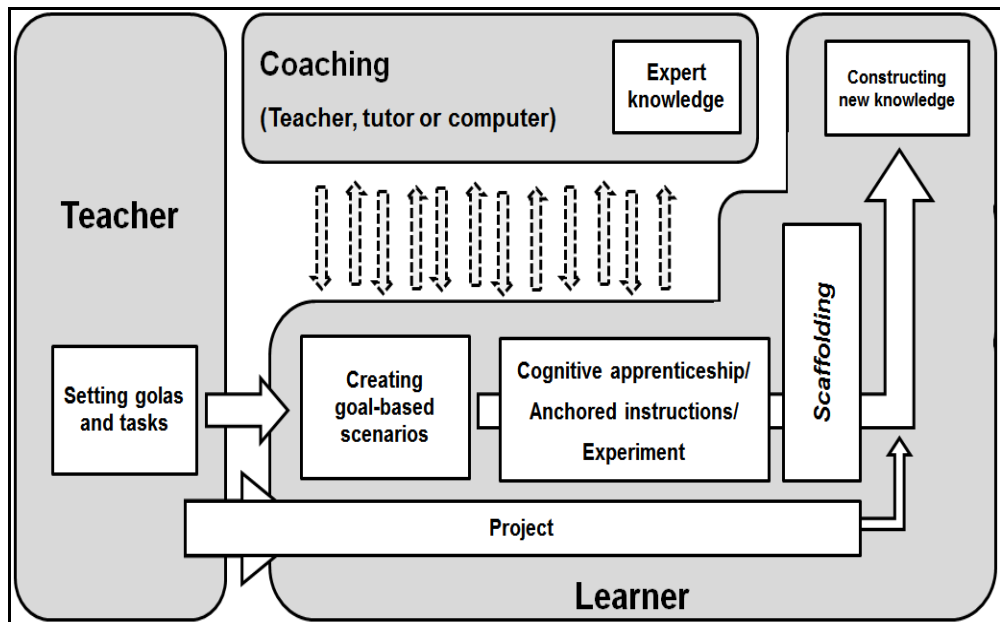 Teacher
Setting golas
and tasks
Coaching
(Teacher, tutor or computer)
Expert
knowledge
Constructing
new knowledge
Creating
goal-based
scenarios
Cognitive apprenticeship/
Anchored instructions/
Experiment
Scaffolding
Project
Learner